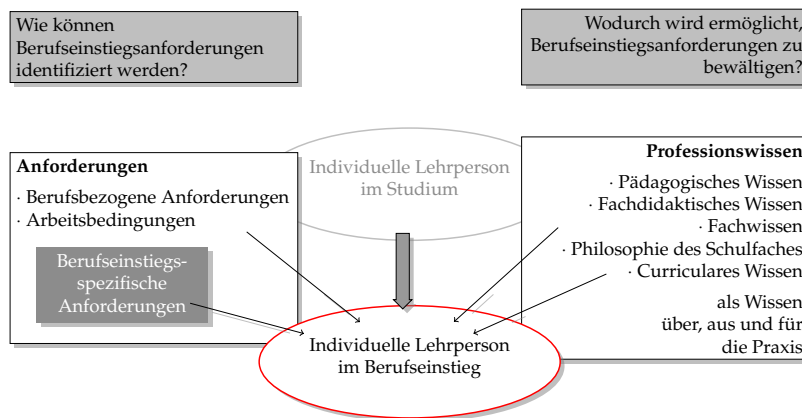 Wie können
Berufseinstiegsanforderungen
identifiziert werden?
Wodurch wird ermöglicht,
Berufseinstiegsanforderungen zu
bewältigen?
Individuelle Lehrperson
im Studium
Anforderungen
· Berufsbezogene Anforderungen
· Arbeitsbedingungen
Berufseinstiegs-
spezifische
Anforderungen
Professionswissen
· Pädagogisches Wissen
· Fachdidaktisches Wissen
· Fachwissen
· Philosophie des Schulfaches
· Curriculares Wissen
als Wissen
über, aus und für
die Praxis
Individuelle Lehrperson
im Berufseinstieg